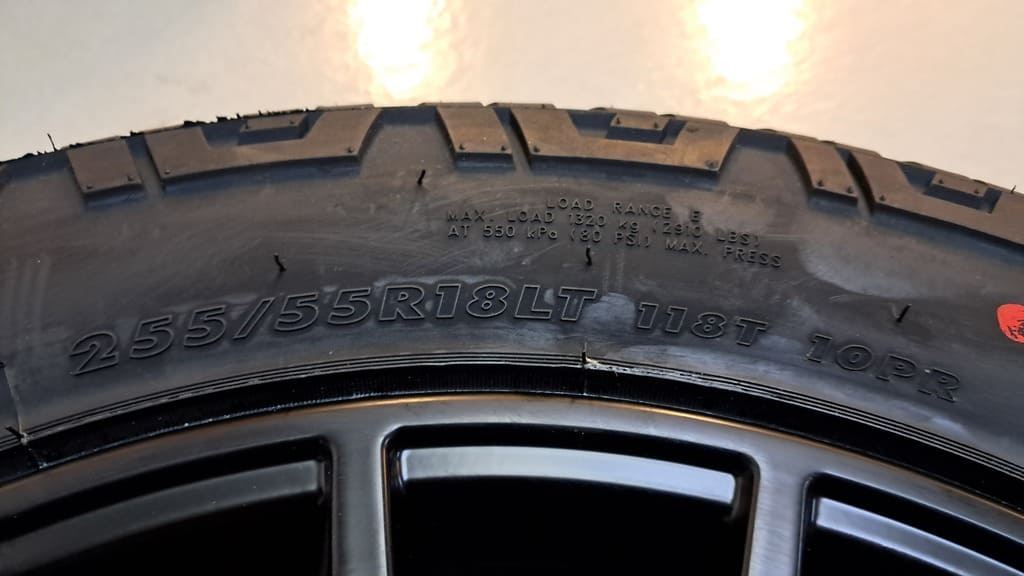 LOAD RANGE E
MAX. LOAD 1320 KG (2910 LBS)
AT 550 kPa (80 PSI) MAX. PRESS
255/55R18LT 118T 10PR